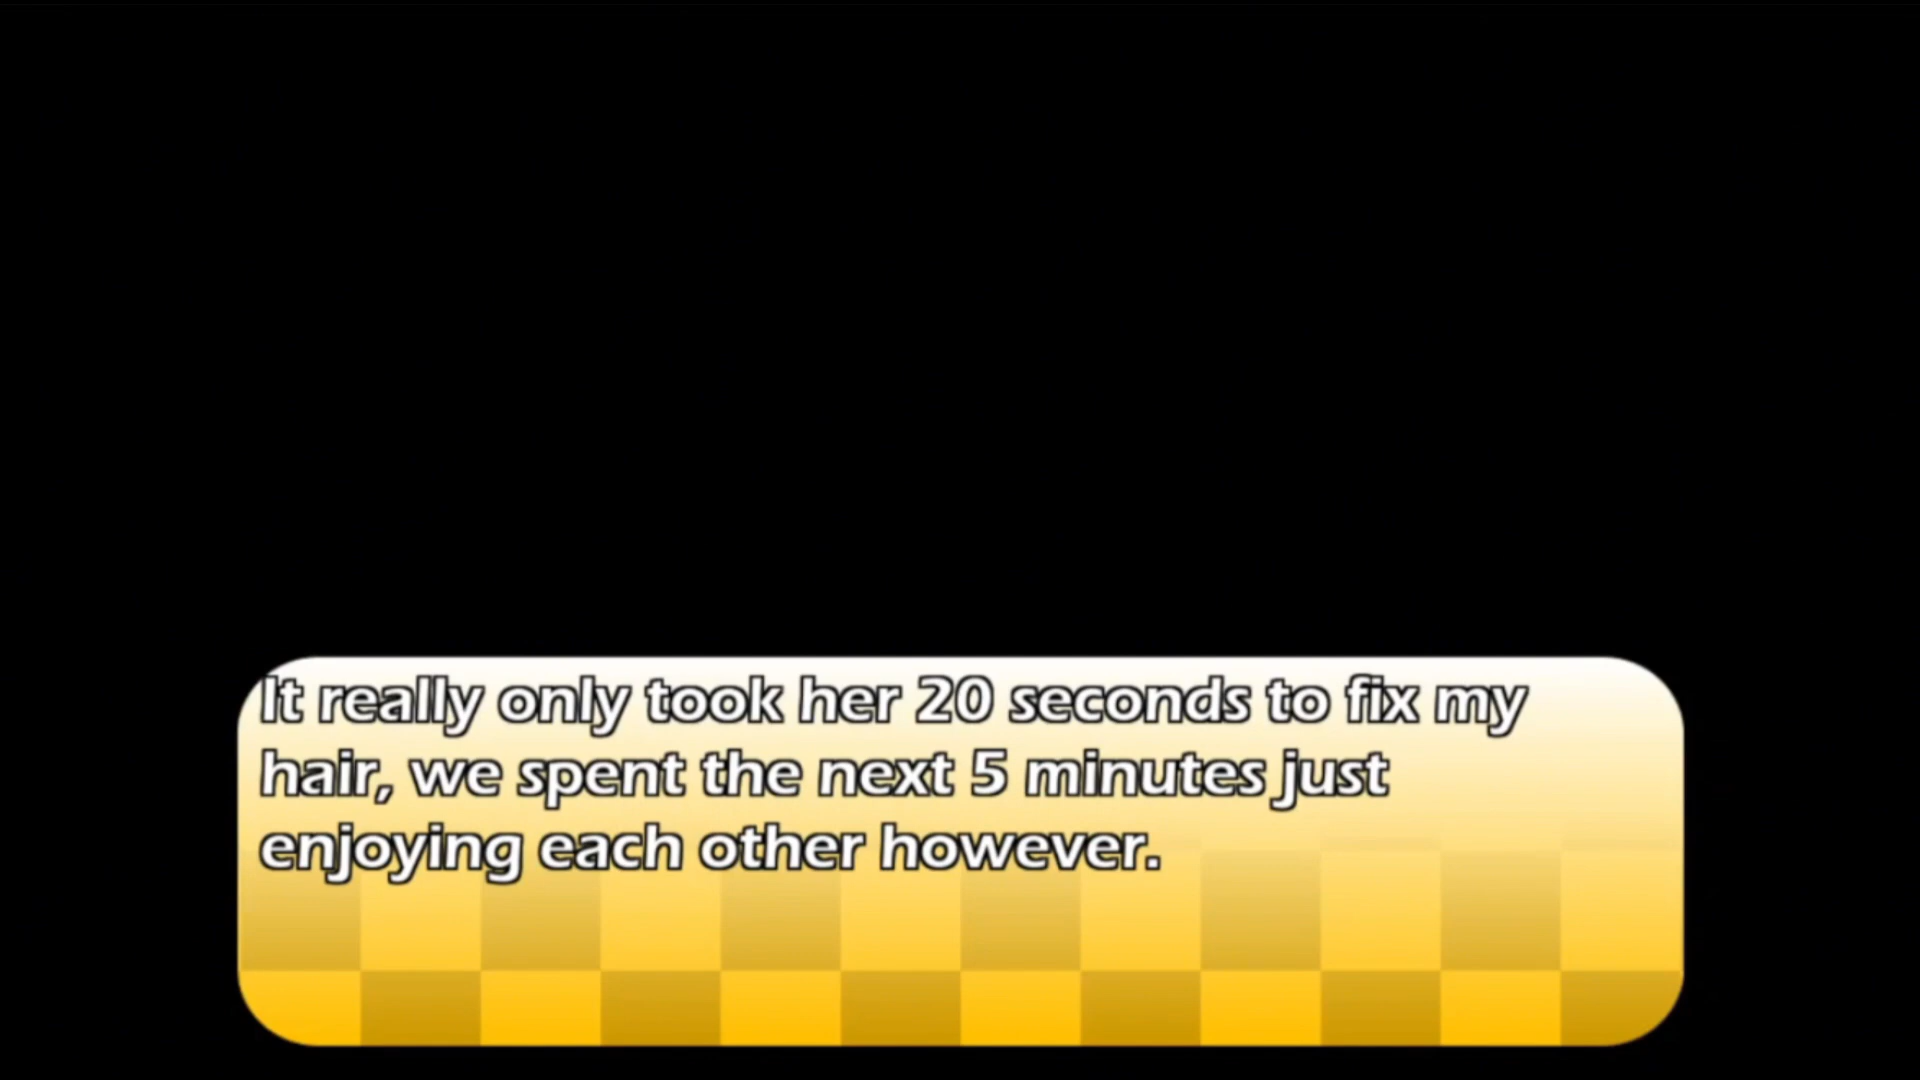 It really only took her 20 seconds to fix my
hair, we spent the next 5 minutes just
enjoying each other however.